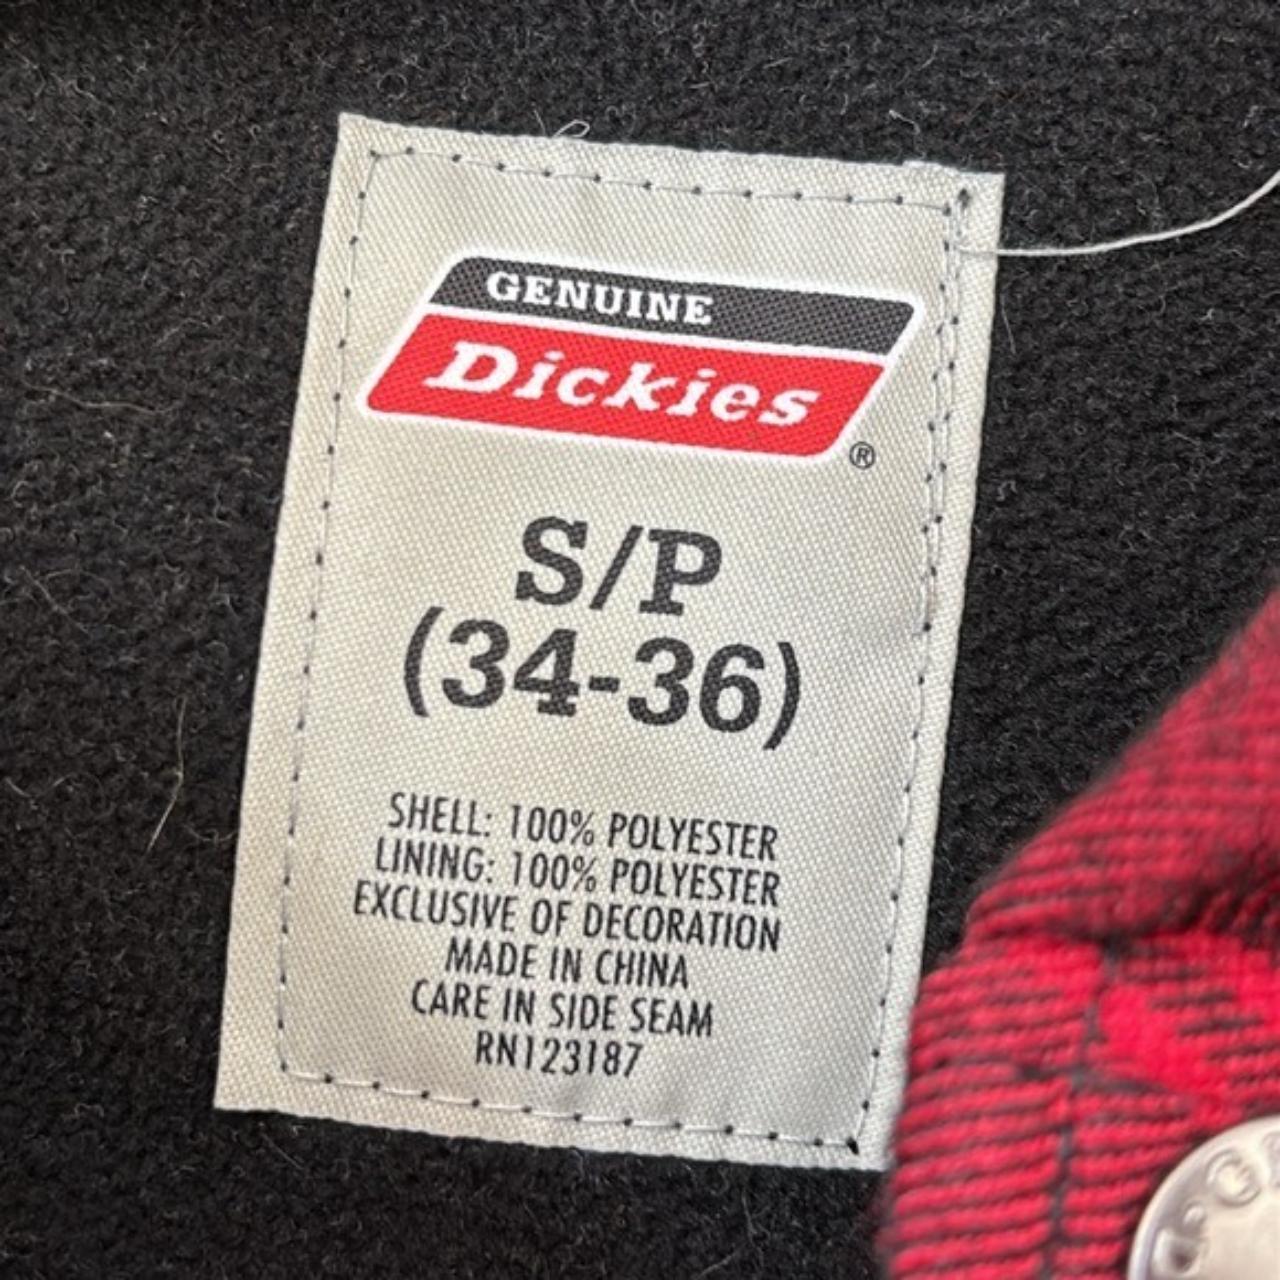 GENUINE
Dickies
®
S/P
(34-36)
SHELL: 100% POLYESTER
LINING: 100% POLYESTER
EXCLUSIVE OF DECORATION
MADE IN CHINA
CARE IN SIDE SEAM
RN123187